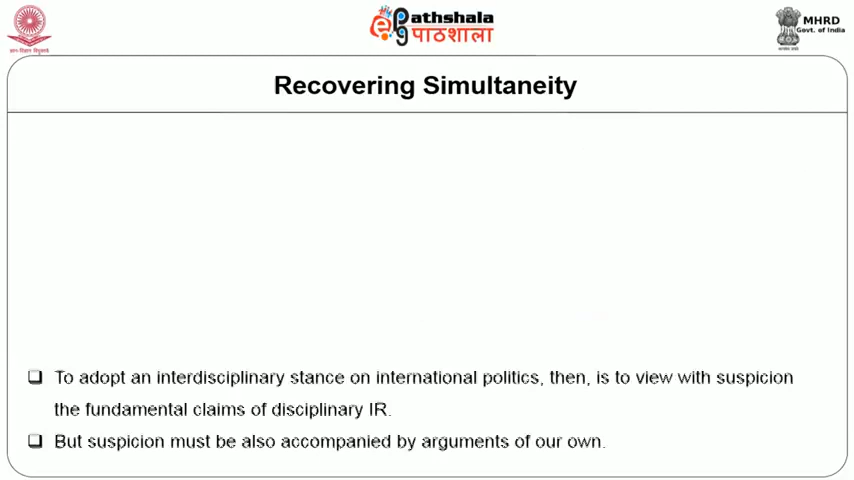 ePathshala
पाठशाला
MHRD
Govt. of India
Recovering Simultaneity
To adopt an interdisciplinary stance on international politics, then, is to view with suspicion
the fundamental claims of disciplinary IR.
But suspicion must be also accompanied by arguments of our own.